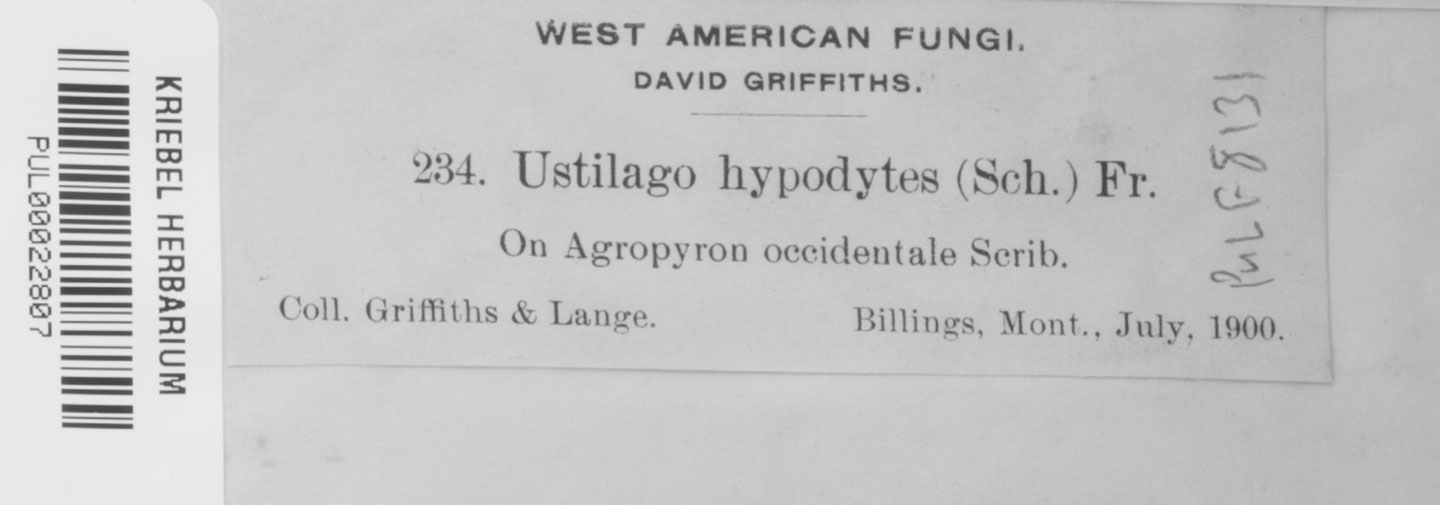 WEST AMERICAN FUNGI.
DAVID GRIFFITHS.
234. Ustilago hypodytes (Sch.) Fr.
On Agropyron occidentale Scrib.
Coll. Griffiths & Lange.
Billings, Mont., July, 1900.
KRIEBEL HERBARIUM
PUL00022807